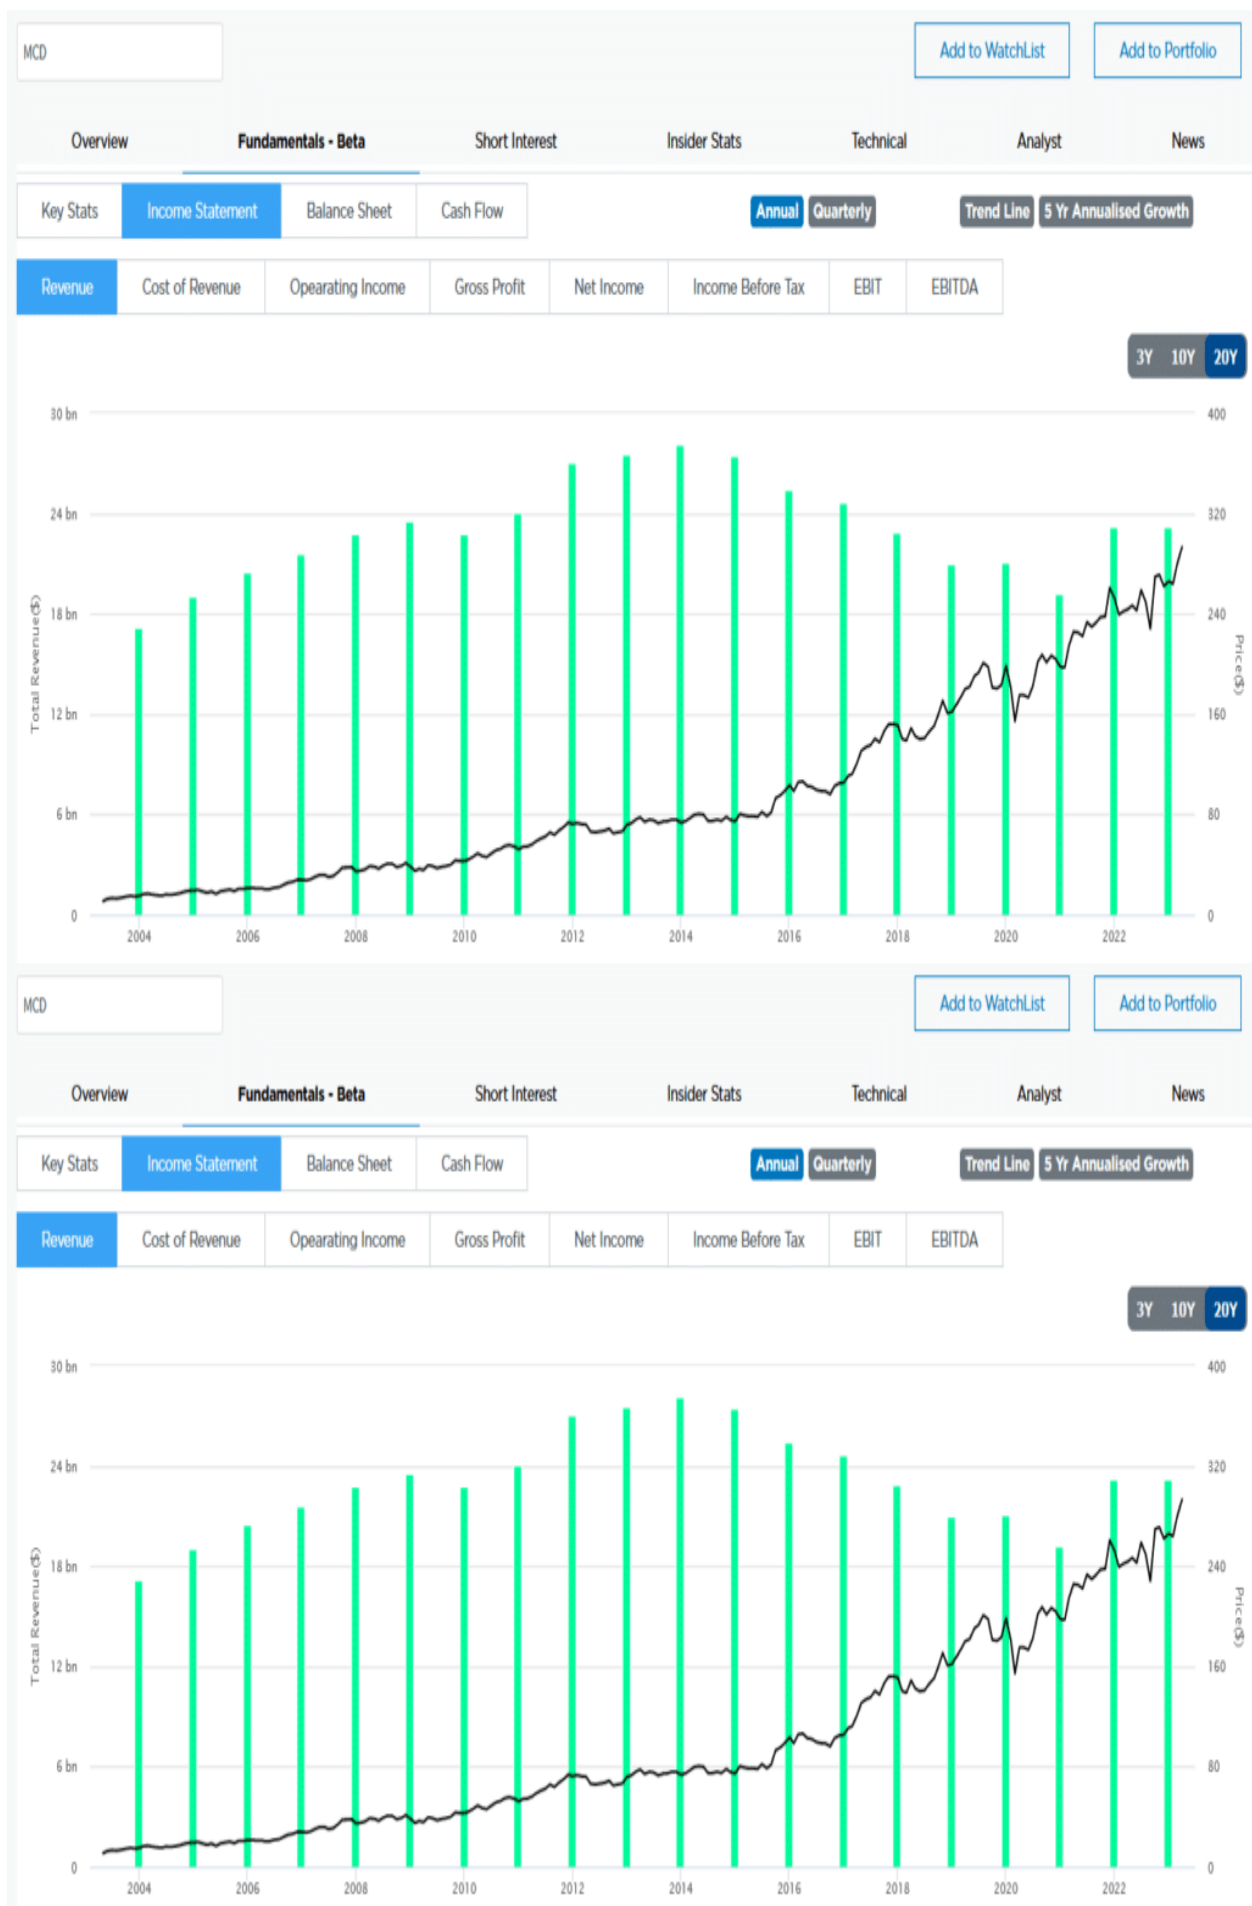 MCD
Add to WatchList
Add to Portfolio
Overview Fundamentals - Beta Short Interest Insider Stats Technical Analyst News
Key Stats Income Statement Balance Sheet Cash Flow Annual Quarterly Trend Line 5 Yr Annualised Growth
Revenue Cost of Revenue Opearating Income Gross Profit Net Income Income Before Tax EBIT EBITDA
3Y 10Y 20Y
30 bn 400
24 bn 320
18 bn 240
12 bn 160
6 bn 80
0 0
Total Revenue($)
Price($)
2004 2006 2008 2010 2012 2014 2016 2018 2020 2022
MCD
Add to WatchList
Add to Portfolio
Overview Fundamentals - Beta Short Interest Insider Stats Technical Analyst News
Key Stats Income Statement Balance Sheet Cash Flow Annual Quarterly Trend Line 5 Yr Annualised Growth
Revenue Cost of Revenue Opearating Income Gross Profit Net Income Income Before Tax EBIT EBITDA
3Y 10Y 20Y
30 bn 400
24 bn 320
18 bn 240
12 bn 160
6 bn 80
0 0
Total Revenue($)
Price($)
2004 2006 2008 2010 2012 2014 2016 2018 2020 2022